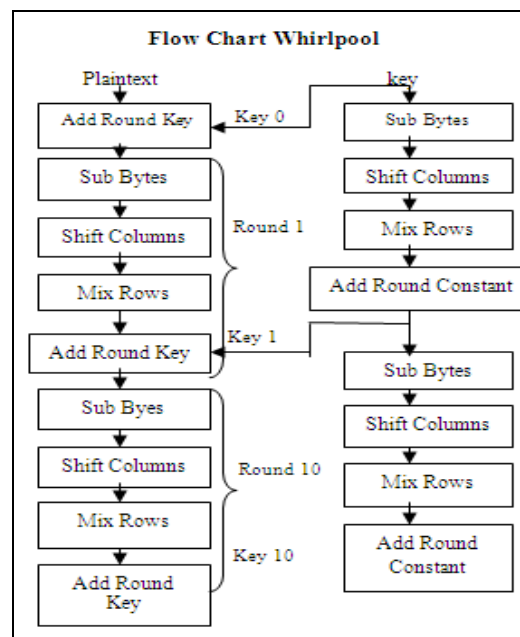 Flow Chart Whirlpool
Plaintext
key
Add Round Key
Key 0
Sub Bytes
Sub Bytes
Shift Columns
Shift Columns
Round 1
Mix Rows
Mix Rows
Add Round Constant
Add Round Key
Key 1
Sub Bytes
Sub Byes
Shift Columns
Shift Columns
Round 10
Mix Rows
Mix Rows
Key 10
Add Round
Constant
Add Round
Key